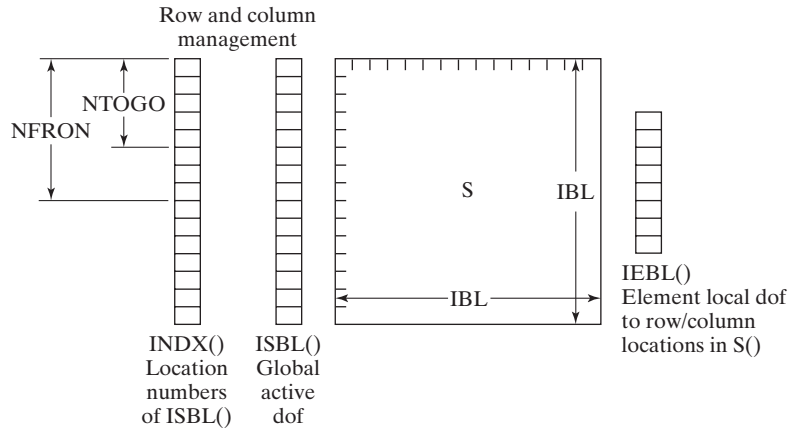 Row and column
management
NTOGO
NFRON
S
IBL
IBL
INDX()
Location
numbers
of ISBL()
ISBL()
Global
active
dof
IEBL()
Element local dof
to row/column
locations in S()